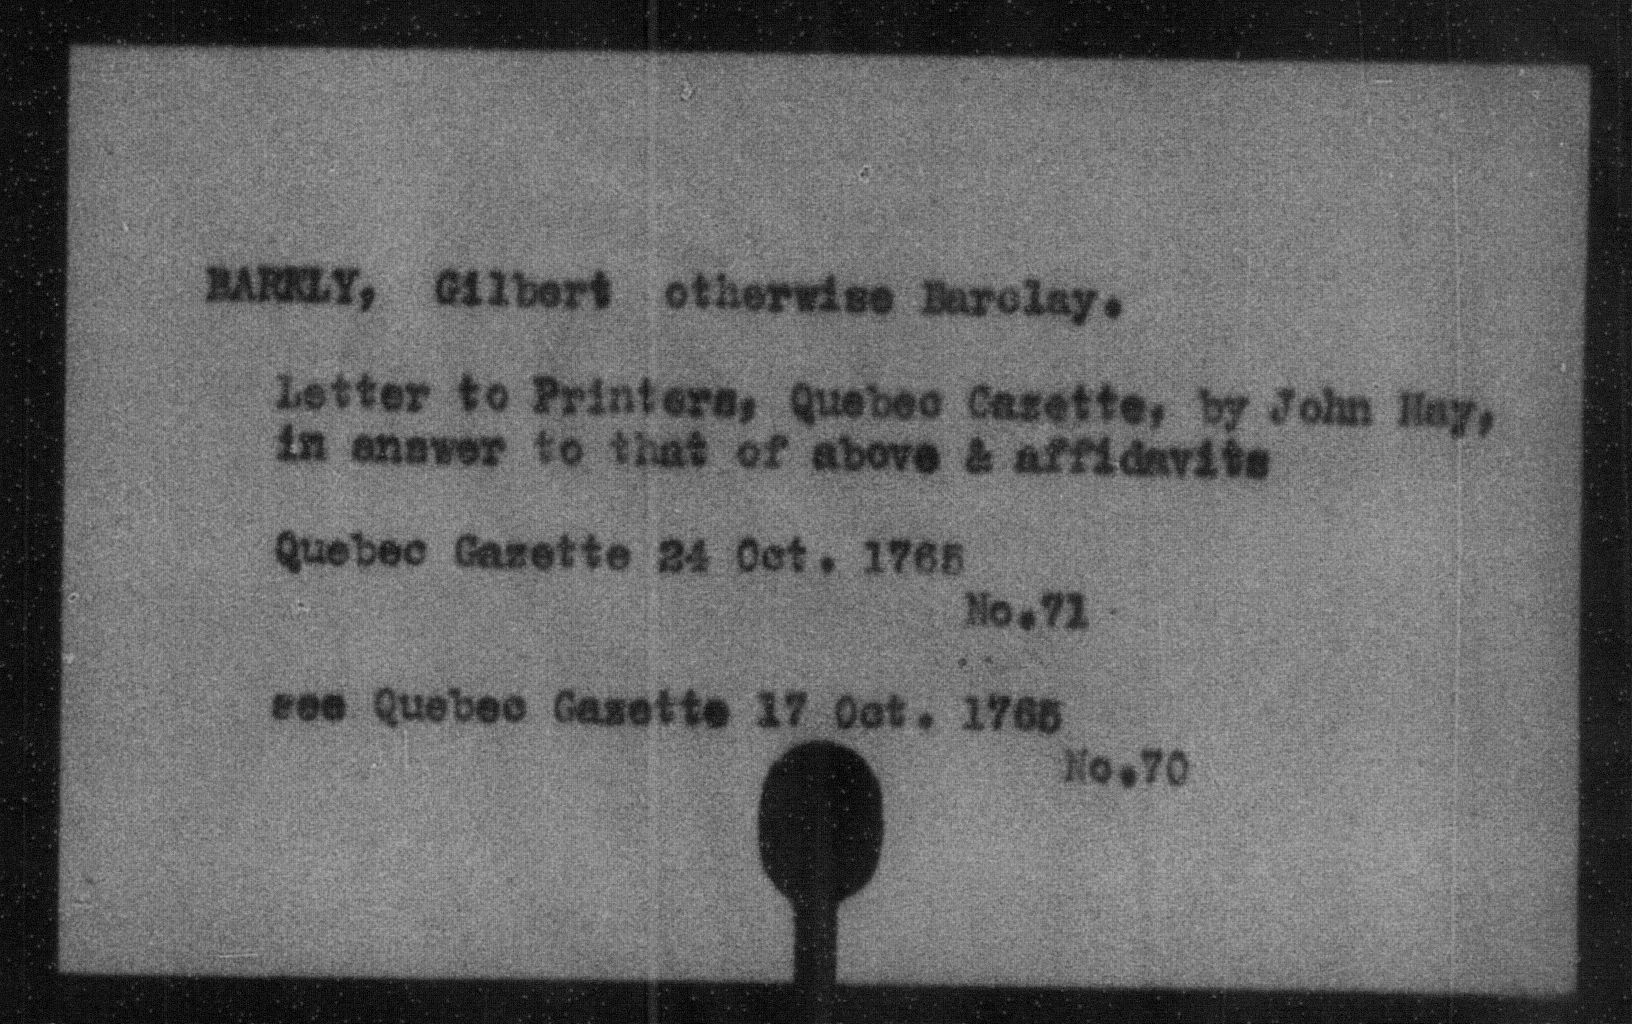 BARKLY, Gilbert otherwise Barclay.
Letter to Printers, Quebec Gazette, by John Hay,
in answer to that of above & affidavits
Quebec Gazette 24 Oct. 1765
No.71
see Quebec Gazette 17 Oct. 1765
No.70